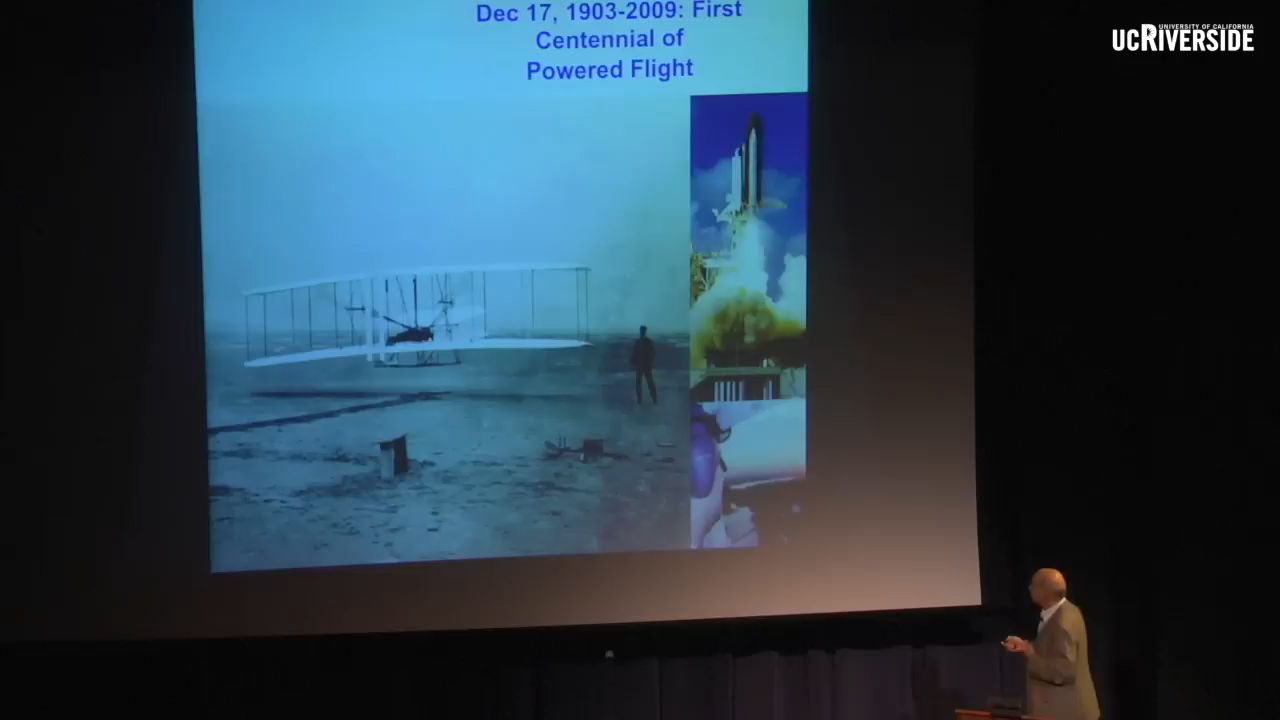 Dec 17, 1903-2009: First
Centennial of
Powered Flight
UNIVERSITY OF CALIFORNIA
UCRIVERSIDE